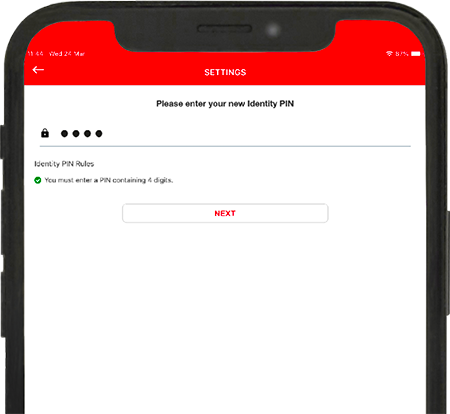 11:44 Wed 24 Mar 67%
SETTINGS
Please enter your new Identity PIN
Identity PIN Rules
You must enter a PIN containing 4 digits.
NEXT